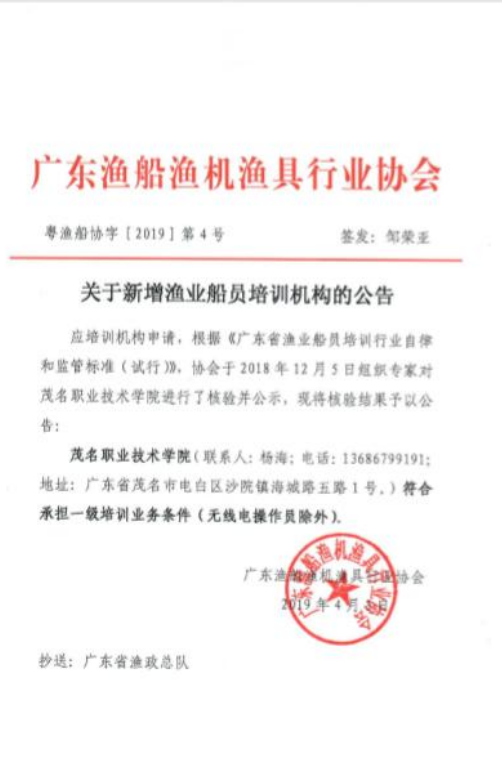 广东渔船渔机渔具行业协会
粤渔船协字[2019]第4号 签发：邹荣亚
关于新增渔业船员培训机构的公告
应培训机构申请，根据《广东省渔业船员培训行业自律
和监管标准（试行）》，协会于2018年12月5日组织专家对
茂名职业技术学院进行了核验并公示，现将核验结果予以公
告：
茂名职业技术学院（联系人：杨海；电话：13686799191；
地址：广东省茂名市电白区沙院镇海城路五路1号。）符合
承担一级培训业务条件（无线电操作员除外）。
广东渔船渔机渔具行业协会
2019年4月 日
抄送：广东省渔政总队